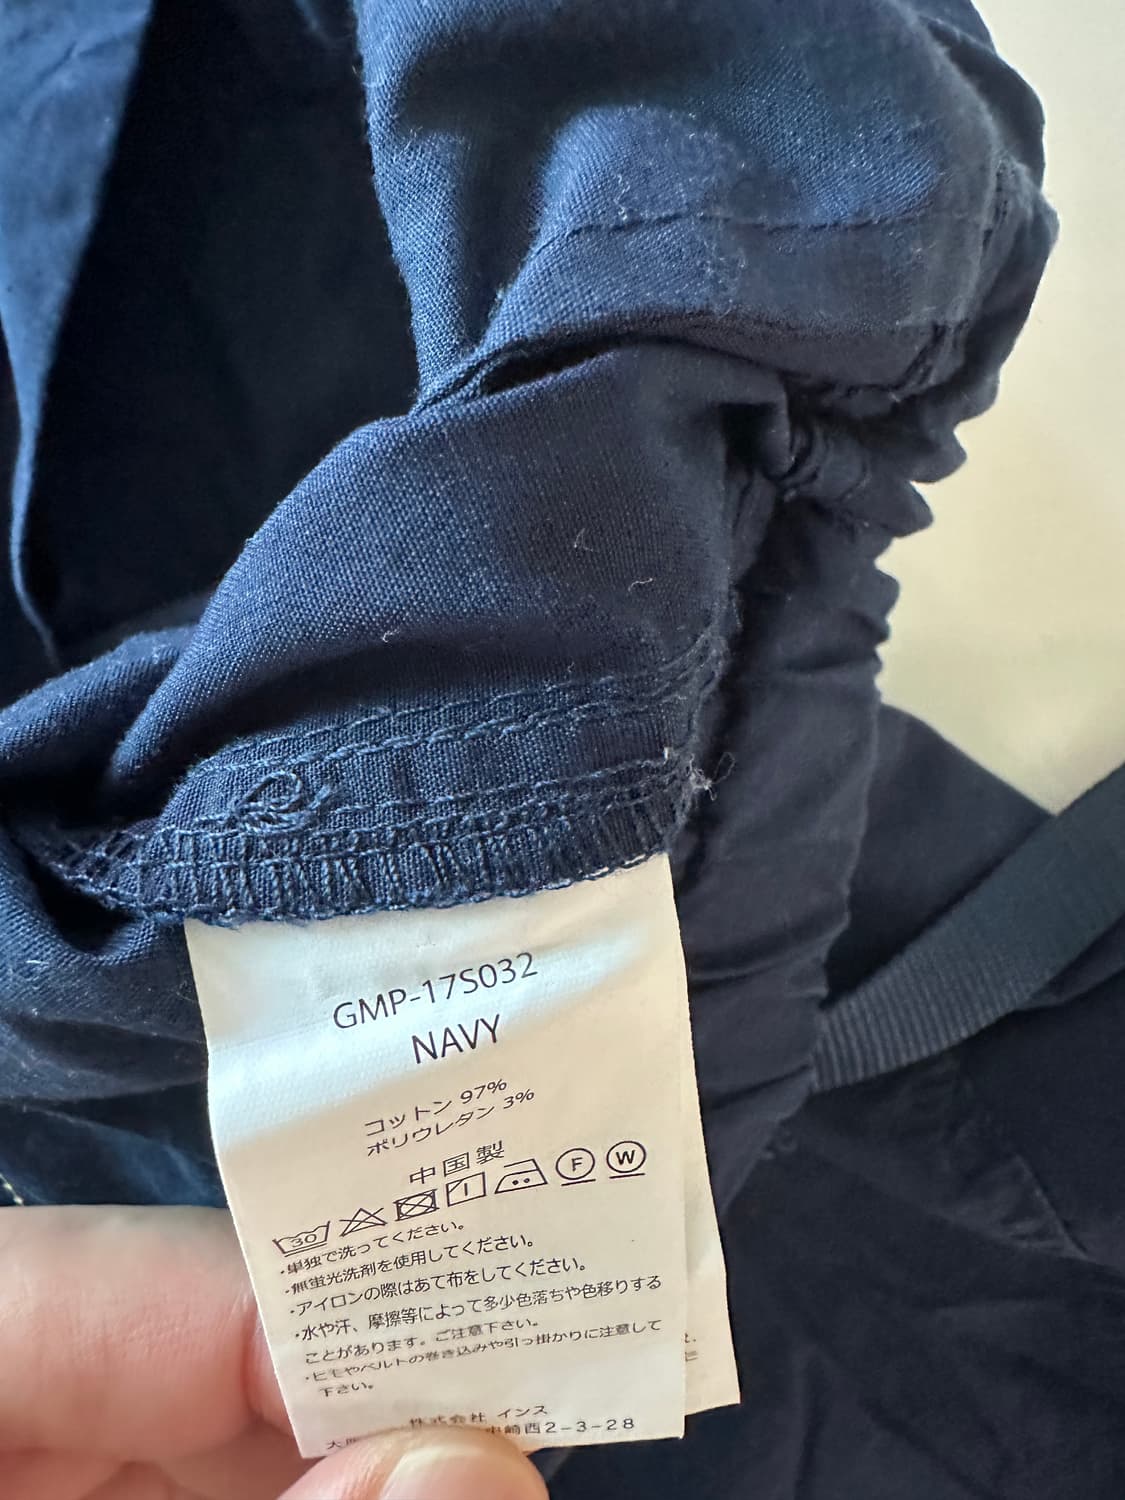 GMP-17S032
NAVY
コットン 97%
ポリウレタン 3%
中国製
30 F W
・単独で洗ってください。
・無蛍光洗剤を使用してください。
・アイロンの際はあて布をしてください。
・水や汗、摩擦等によって多少色落ちや色移りする
ことがあります。ご注意下さい。
・ヒモやベルトの巻き込みや引っ掛かりに注意して
下さい。
株式会社 インス
崎西2-3-28